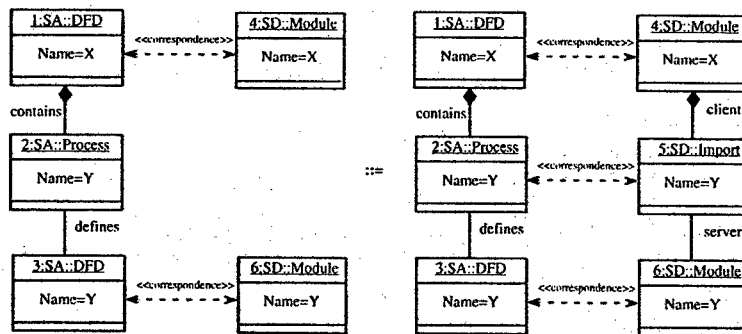 1:SA::DFD
Name=X
<<correspondence>>
4:SD::Module
Name=X
contains
2:SA::Process
Name=Y
defines
3:SA::DFD
Name=Y
<<correspondence>>
6:SD::Module
Name=Y
::=
1:SA::DFD
Name=X
<<correspondence>>
4:SD::Module
Name=X
contains
client
2:SA::Process
Name=Y
<<correspondence>>
5:SD::Import
Name=Y
defines
server
3:SA::DFD
Name=Y
<<correspondence>>
6:SD::Module
Name=Y